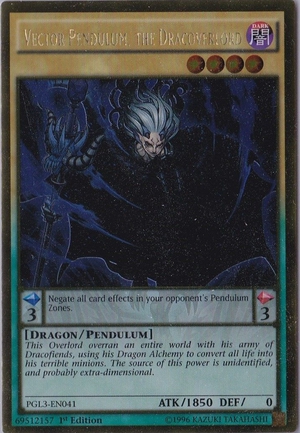 Vector Pendulum, the Dracoverlord
DARK
闇
3
Negate all card effects in your opponent's Pendulum
Zones.
3
[Dragon/Pendulum]
This Overlord overran an entire world with his army
of Dracofiends, using his Dragon Alchemy to convert all life into
his terrible minions. The source of this power is unidentified,
and probably extra-dimensional.
PGL3-EN041
ATK/1850 DEF/ 0
69512157
1st Edition
©1996 KAZUKI TAKAHASHI